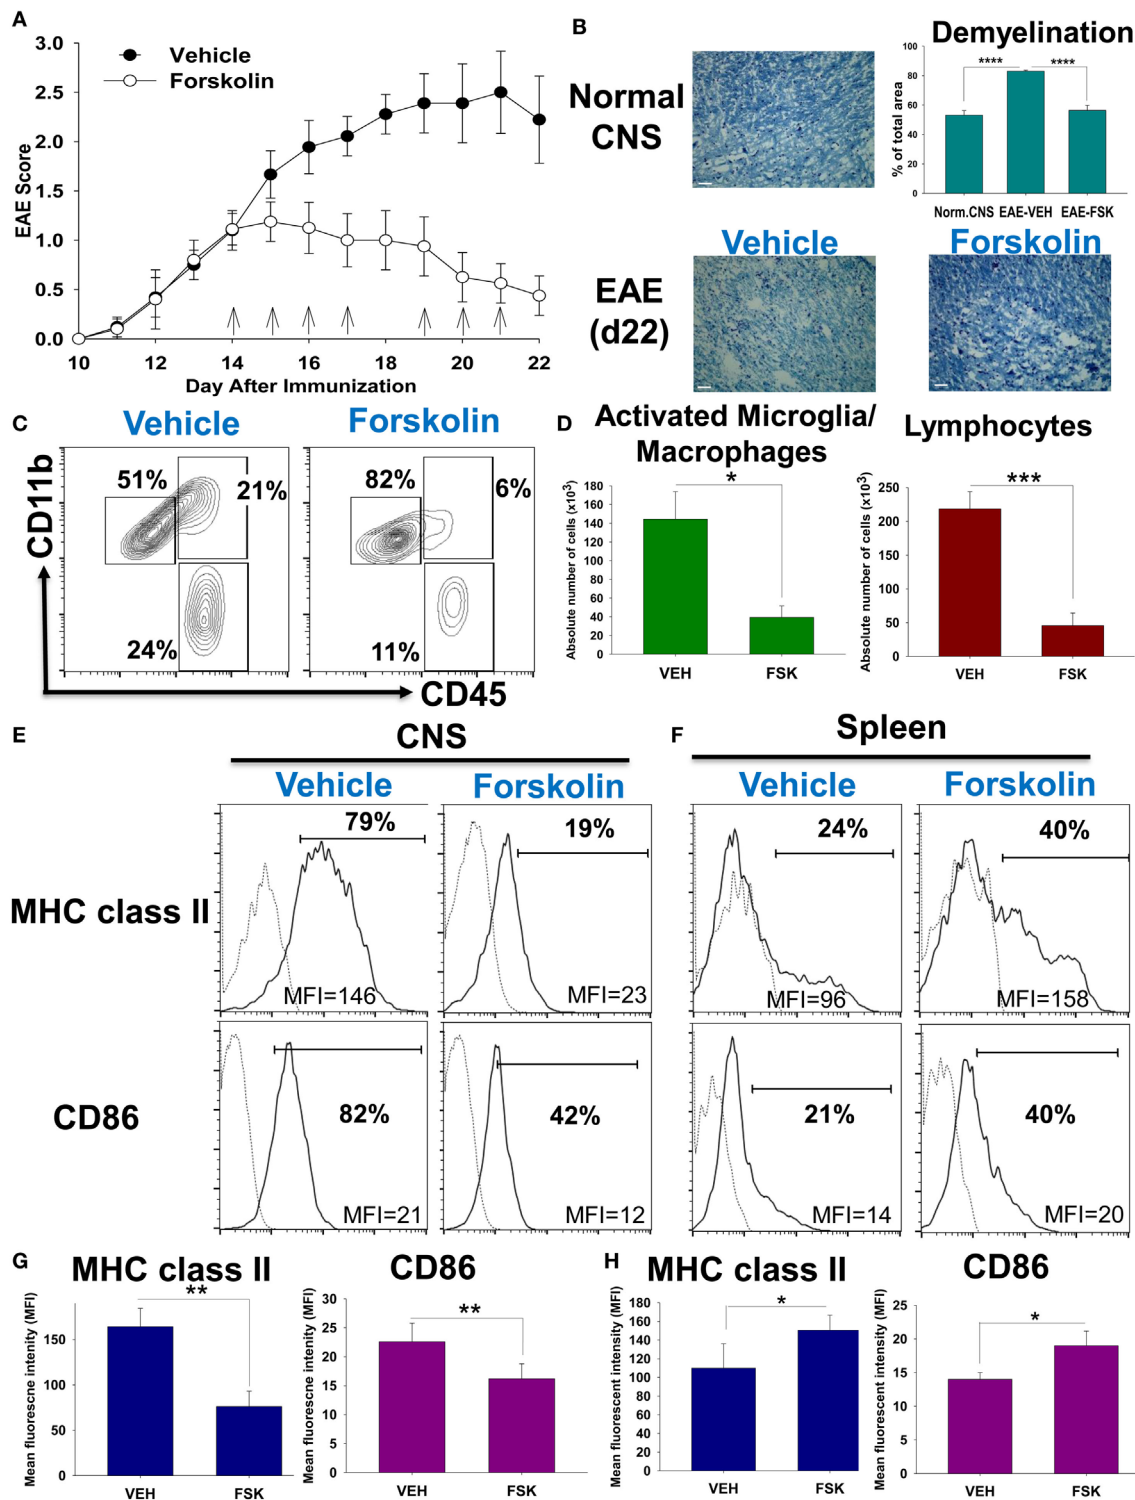 A
Vehicle
Forskolin
EAE Score
3.0
2.5
2.0
1.5
1.0
0.5
0.0
10 12 14 16 18 20 22
Day After Immunization
B
Normal
CNS
Demyelination
% of total area
100
80
60
40
20
0
**** ****
Norm.CNS EAE-VEH EAE-FSK
Vehicle Forskolin
EAE
(d22)
C
Vehicle Forskolin
CD11b
51%
21%
24%
82%
6%
11%
CD45
D
Activated Microglia/
Macrophages
Absolute number of cells (x10³)
180
160
140
120
100
80
60
40
20
0
*
VEH FSK
Lymphocytes
Absolute number of cells (x10³)
250
200
150
100
50
0
***
VEH FSK
E
CNS
Vehicle Forskolin
MHC class II
79%
MFI=146
19%
MFI=23
CD86
82%
MFI=21
42%
MFI=12
F
Spleen
Vehicle Forskolin
24%
MFI=96
40%
MFI=158
21%
MFI=14
40%
MFI=20
G
MHC class II
Mean fluorescne intenity (MFI)
150
100
50
0
**
VEH FSK
CD86
Mean fluorescne intenity (MFI)
30
25
20
15
10
5
0
**
VEH FSK
H
MHC class II
Mean fluorescent intensity (MFI)
180
160
140
120
100
80
60
40
20
0
*
VEH FSK
CD86
Mean fluorescent intensity (MFI)
25
20
15
10
5
0
*
VEH FSK